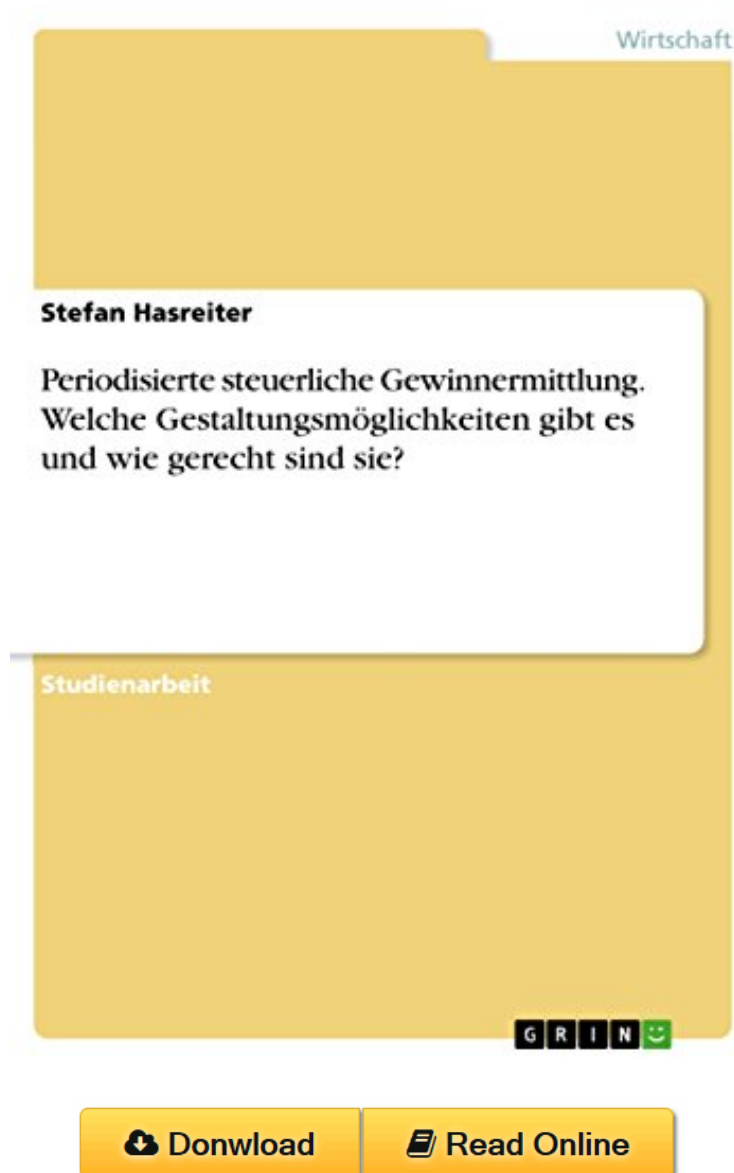 Wirtschaft
Stefan Hasreiter
Periodisierte steuerliche Gewinnermittlung.
Welche Gestaltungsmöglichkeiten gibt es
und wie gerecht sind sie?
Studienarbeit
GRIN
Donwload
Read Online